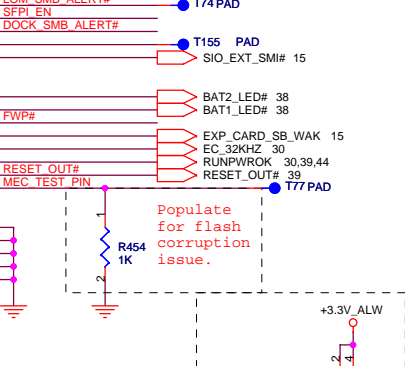 LOM_SMB_ALERT#
T74 PAD
SFPI_EN
DOCK_SMB_ALERT#
T155 PAD
SIO_EXT_SMI# 15
BAT2_LED# 38
BAT1_LED# 38
FWP#
EXP_CARD_SB_WAK 15
EC_32KHZ 30
RUNPWROK 30,39,44
RESET_OUT#
RESET_OUT# 39
MEC_TEST_PIN
T77 PAD
1
Populate
for flash
corruption
issue.
R454
1K
2
+3.3V_ALW
2
4